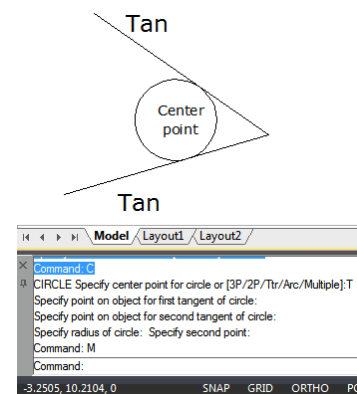 Tan
Center
point
Tan
Model Layout1 Layout2
Command: C
CIRCLE Specify center point for circle or [3P/2P/Ttr/Arc/Multiple]:T
Specify point on object for first tangent of circle:
Specify point on object for second tangent of circle:
Specify radius of circle: Specify second point:
Command: M
Command:
-3.2505, 10.2104, 0 SNAP GRID ORTHO